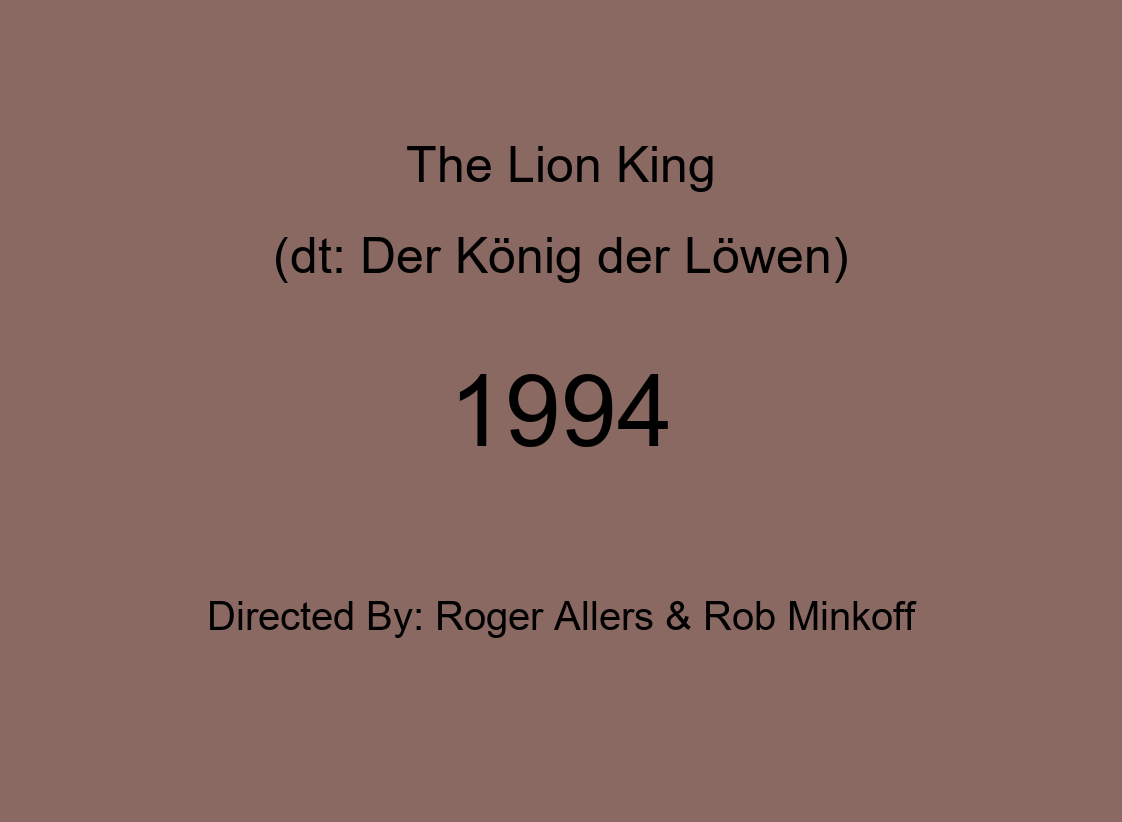 The Lion King
(dt: Der König der Löwen)
1994
Directed By: Roger Allers & Rob Minkoff